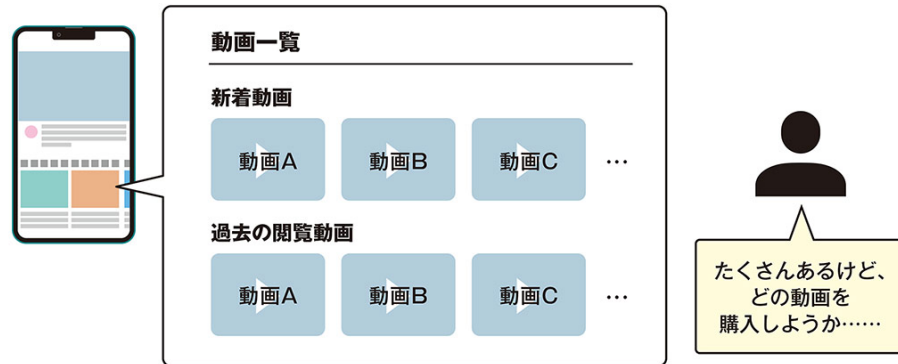 動画一覧
新着動画
動画A
動画B
動画C
…
過去の閲覧動画
動画A
動画B
動画C
…
たくさんあるけど、
どの動画を
購入しようか……